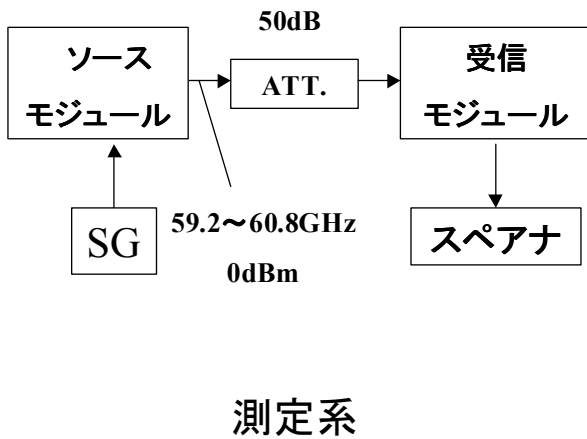 50dB
ソース
モジュール
ATT.
受信
モジュール
SG
59.2～60.8GHz
0dBm
スペアナ
測定系